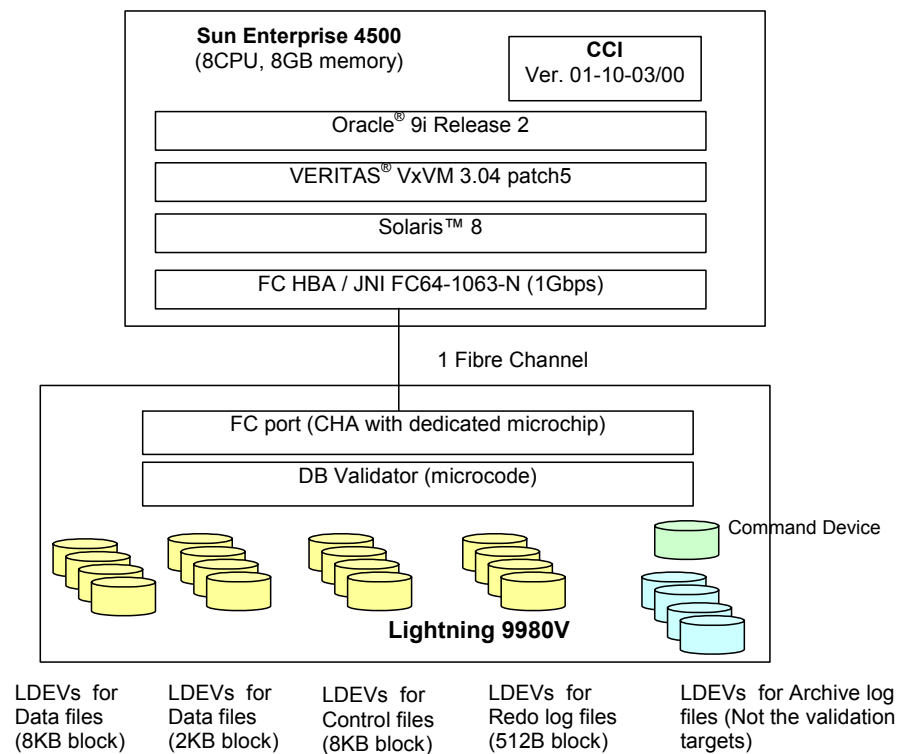 Sun Enterprise 4500
(8CPU, 8GB memory)
CCI
Ver. 01-10-03/00
Oracle® 9i Release 2
VERITAS® VxVM 3.04 patch5
Solaris™ 8
FC HBA / JNI FC64-1063-N (1Gbps)
1 Fibre Channel
FC port (CHA with dedicated microchip)
DB Validator (microcode)
Command Device
Lightning 9980V
LDEVs for
Data files
(8KB block)
LDEVs for
Data files
(2KB block)
LDEVs for
Control files
(8KB block)
LDEVs for
Redo log files
(512B block)
LDEVs for Archive log
files (Not the validation
targets)